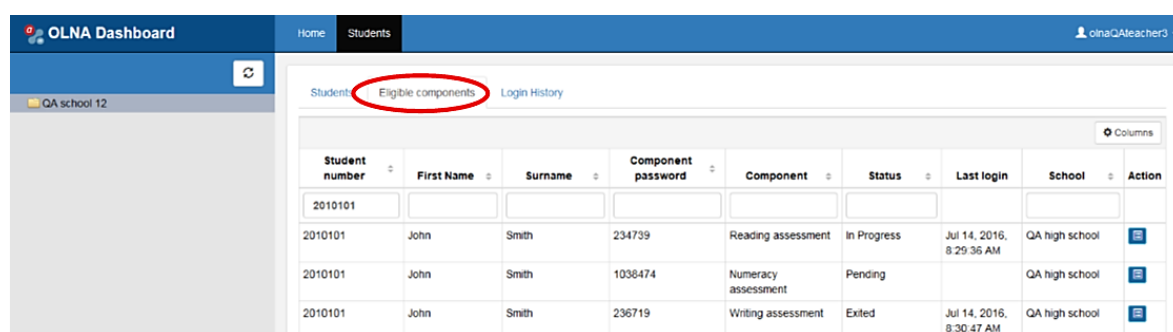 OLNA Dashboard
Home Students olnaQAteacher3
QA school 12
Students Eligible components Login History
Columns
Student number First Name Surname Component password Component Status Last login School Action
2010101
2010101 John Smith 234739 Reading assessment In Progress Jul 14, 2016, 8:29:36 AM QA high school
2010101 John Smith 1038474 Numeracy assessment Pending QA high school
2010101 John Smith 236719 Writing assessment Exited Jul 14, 2016, 8:30:47 AM QA high school